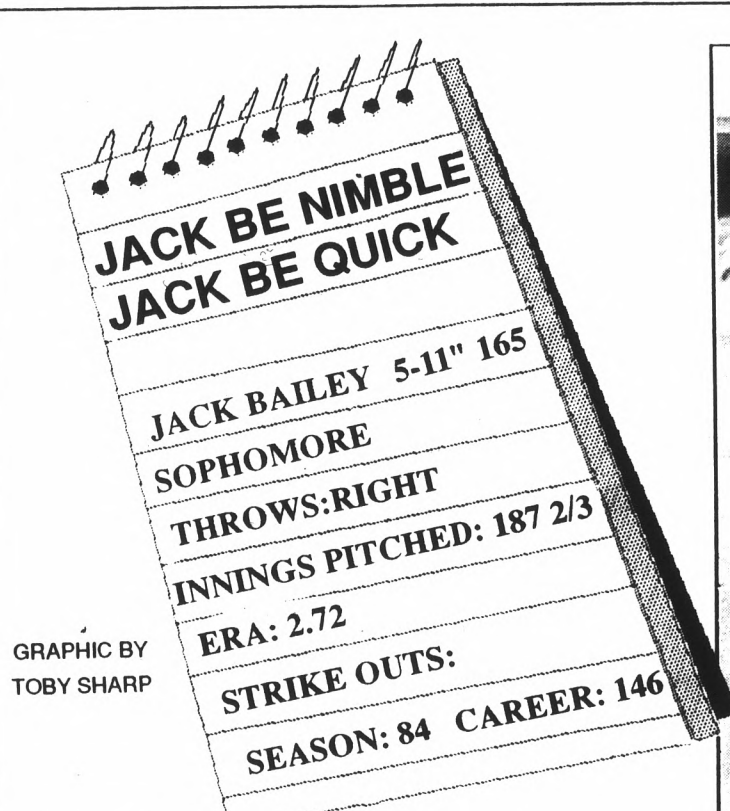 JACK BE NIMBLE
JACK BE QUICK
JACK BAILEY 5-11" 165
SOPHOMORE
THROWS:RIGHT
INNINGS PITCHED: 187 2/3
ERA: 2.72
STRIKE OUTS:
SEASON: 84 CAREER: 146
GRAPHIC BY
TOBY SHARP